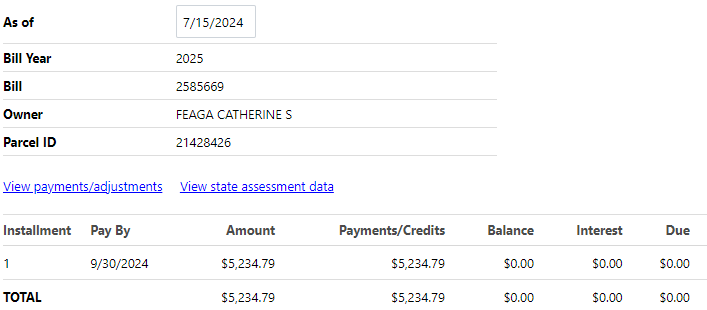 As of 7/15/2024
Bill Year 2025
Bill 2585669
Owner FEAGA CATHERINE S
Parcel ID 21428426
View payments/adjustments View state assessment data
Installment Pay By Amount Payments/Credits Balance Interest Due
1 9/30/2024 $5,234.79 $5,234.79 $0.00 $0.00 $0.00
TOTAL $5,234.79 $5,234.79 $0.00 $0.00 $0.00